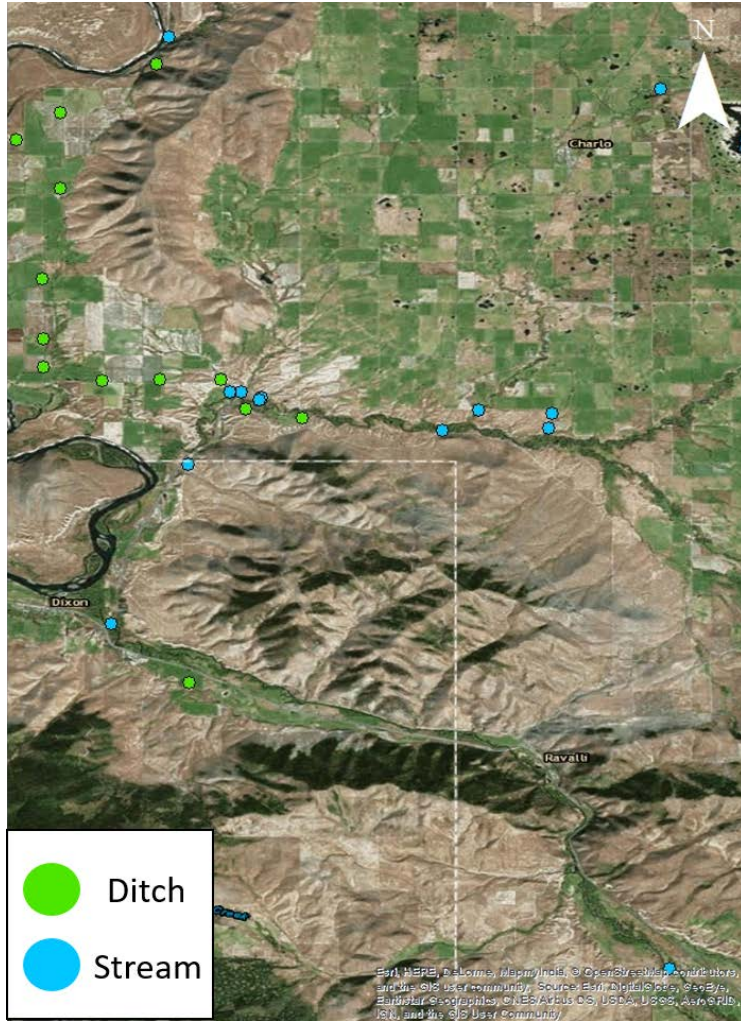 N
Charlo
Dixon
Ravalli
Ditch
Creek
Stream
Esri, HERE, DeLorme, MapmyIndia, © OpenStreetMap contributors,
and the GIS user community, Source: Esri, DigitalGlobe, GeoEye,
Earthstar Geographics, CNES/Airbus DS, USDA, USGS, AeroGRID,
IGN, and the GIS User Community